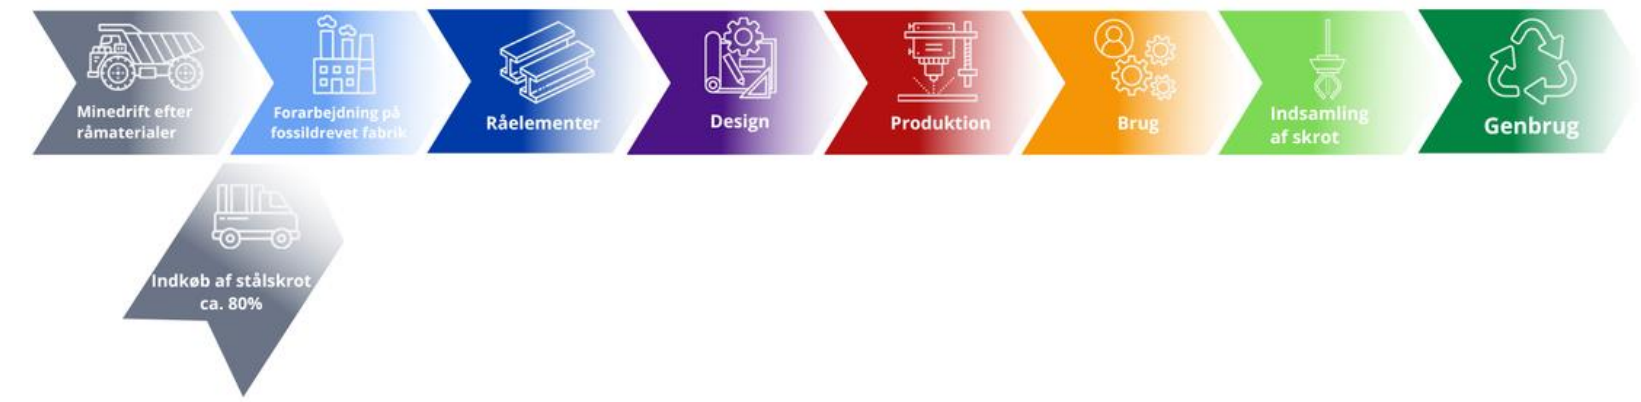 Minedrift efter
råmaterialer
Forarbejdning på
fossildrevet fabrik
Råelementer
Design
Produktion
Brug
Indsamling
af skrot
Genbrug
Indkøb af stålskrot
ca. 80%